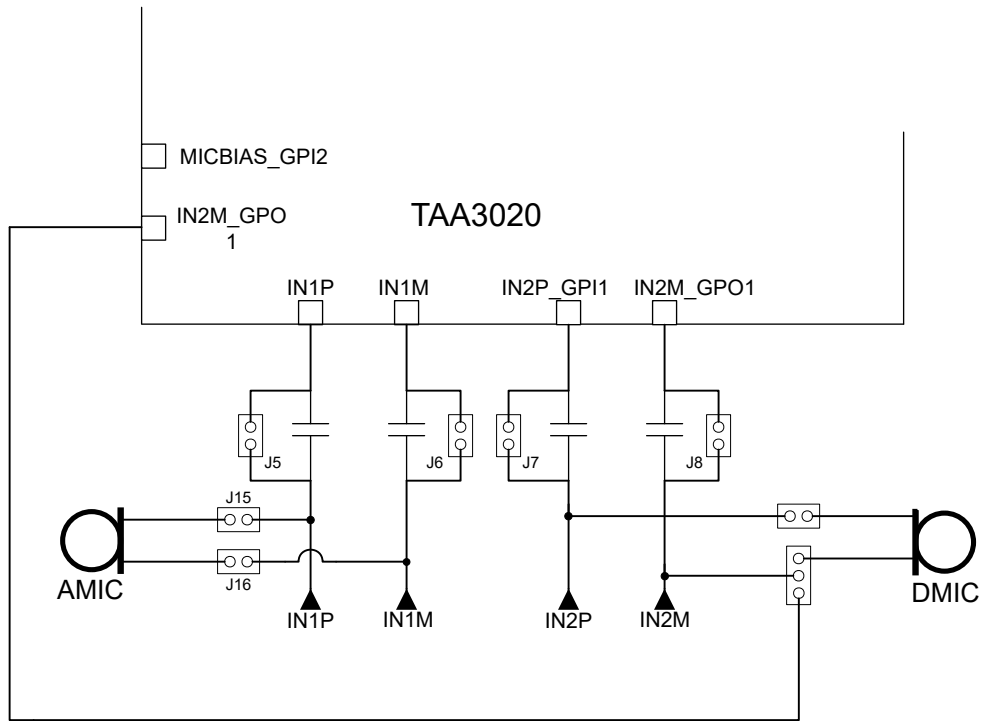 MICBIAS_GPI2
IN2M_GPO
1
TAA3020
IN1P
IN1M
IN2P_GPI1
IN2M_GPO1
J5
J6
J7
J8
J15
J16
AMIC
DMIC
IN1P
IN1M
IN2P
IN2M